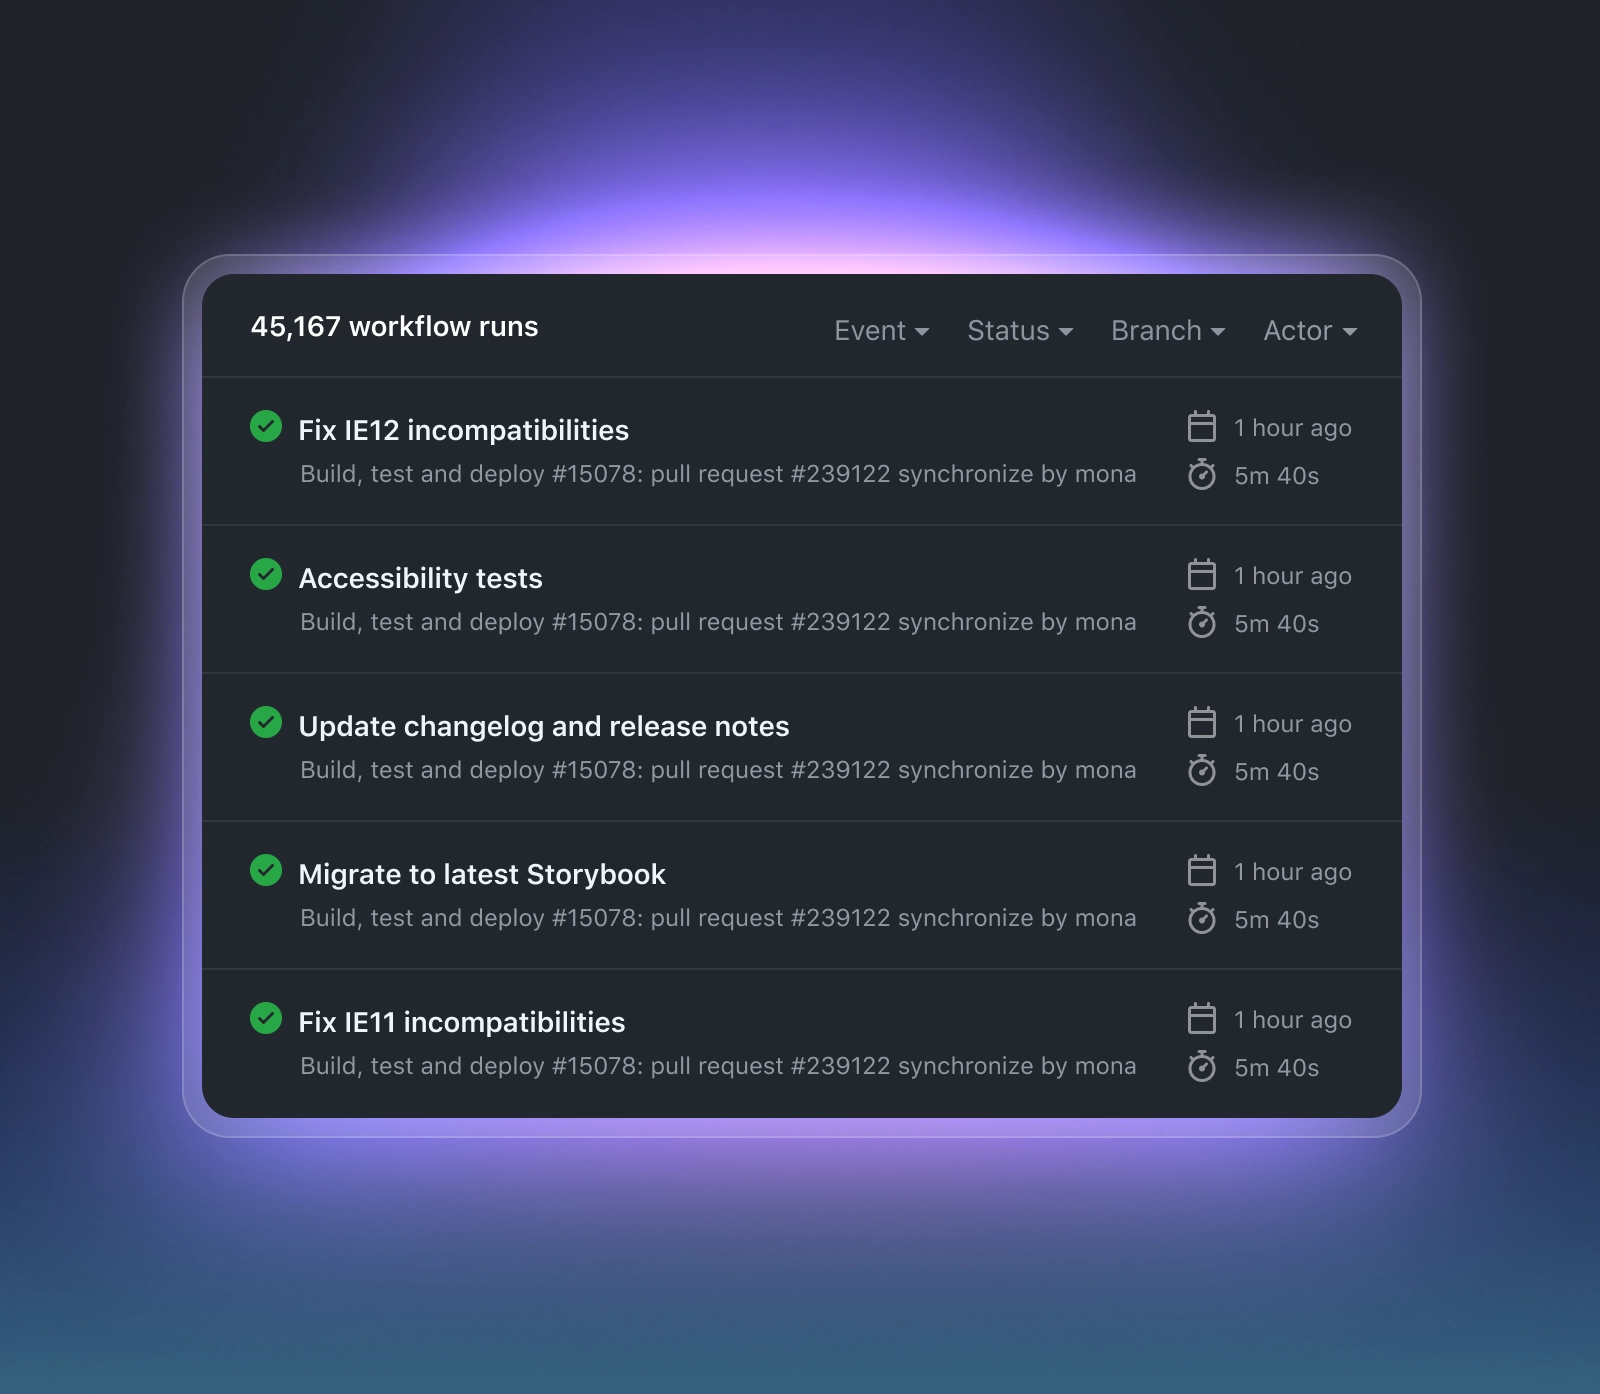 45,167 workflow runs
Event Status Branch Actor
Fix IE12 incompatibilities
1 hour ago
Build, test and deploy #15078: pull request #239122 synchronize by mona
5m 40s
Accessibility tests
1 hour ago
Build, test and deploy #15078: pull request #239122 synchronize by mona
5m 40s
Update changelog and release notes
1 hour ago
Build, test and deploy #15078: pull request #239122 synchronize by mona
5m 40s
Migrate to latest Storybook
1 hour ago
Build, test and deploy #15078: pull request #239122 synchronize by mona
5m 40s
Fix IE11 incompatibilities
1 hour ago
Build, test and deploy #15078: pull request #239122 synchronize by mona
5m 40s